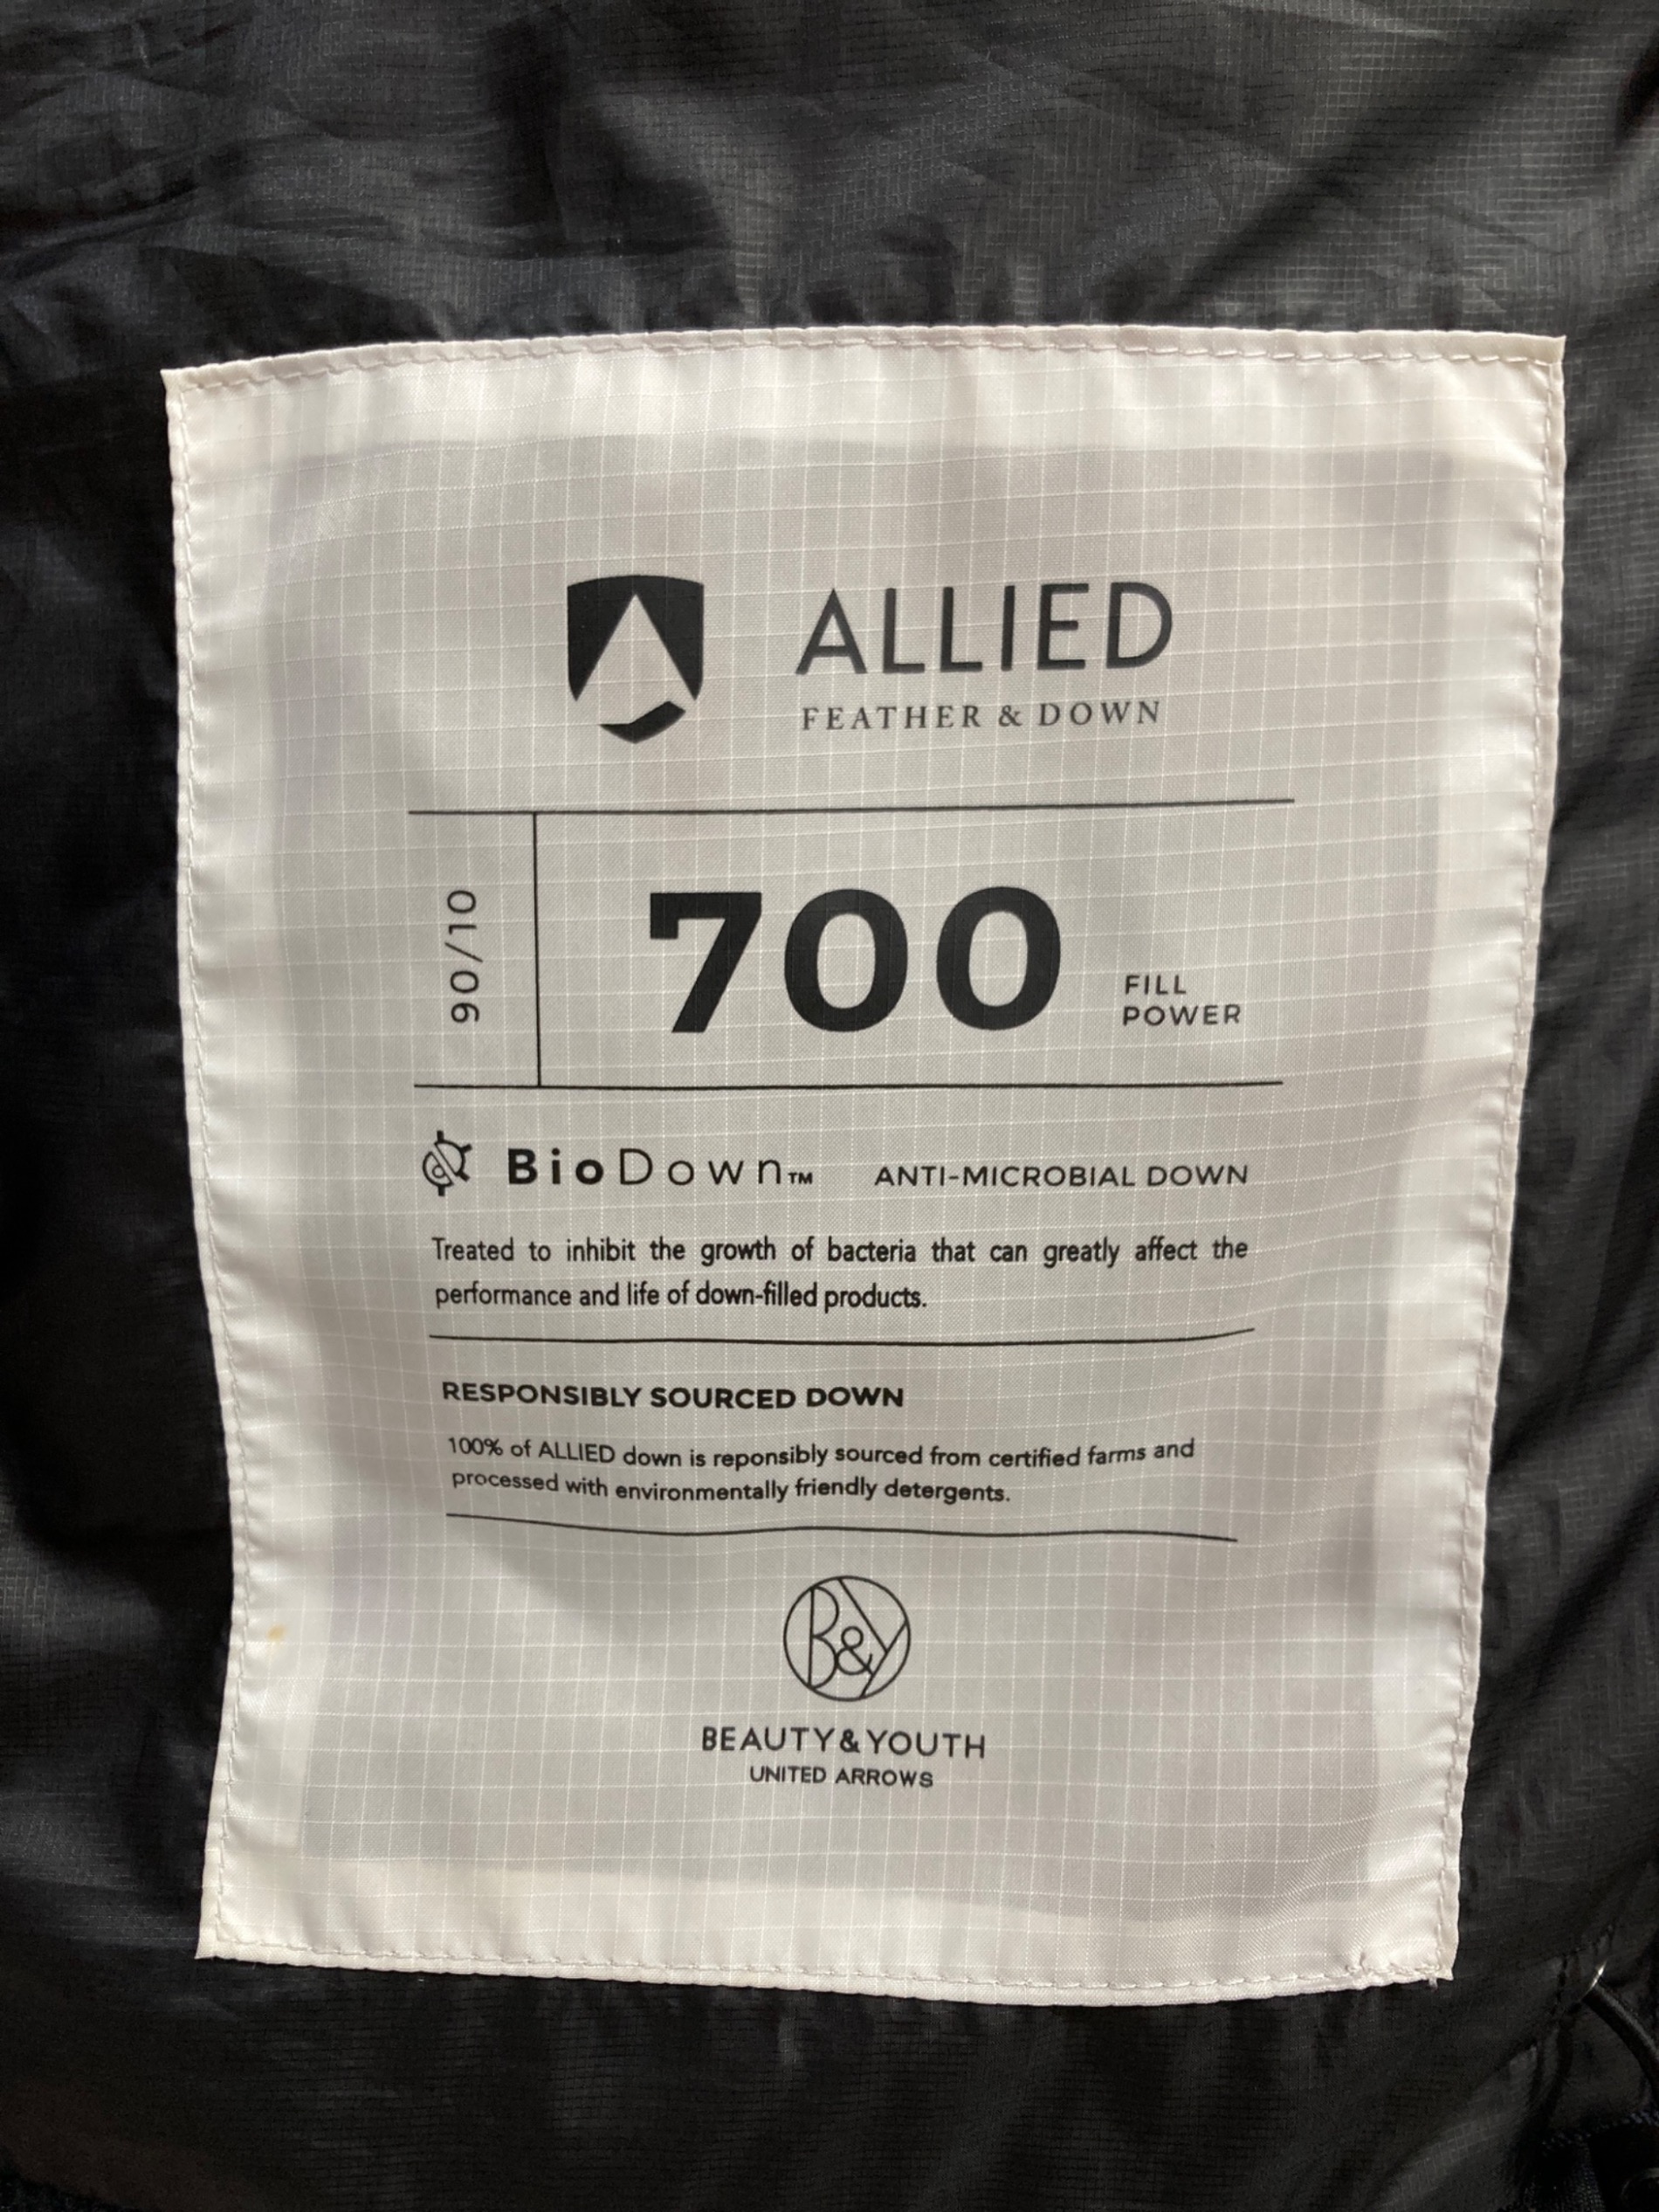 ALLIED
FEATHER & DOWN
90/10
700
FILL
POWER
BioDown™ ANTI-MICROBIAL DOWN
Treated to inhibit the growth of bacteria that can greatly affect the
performance and life of down-filled products.
RESPONSIBLY SOURCED DOWN
100% of ALLIED down is reponsibly sourced from certified farms and
processed with environmentally friendly detergents.
B&Y
BEAUTY&YOUTH
UNITED ARROWS